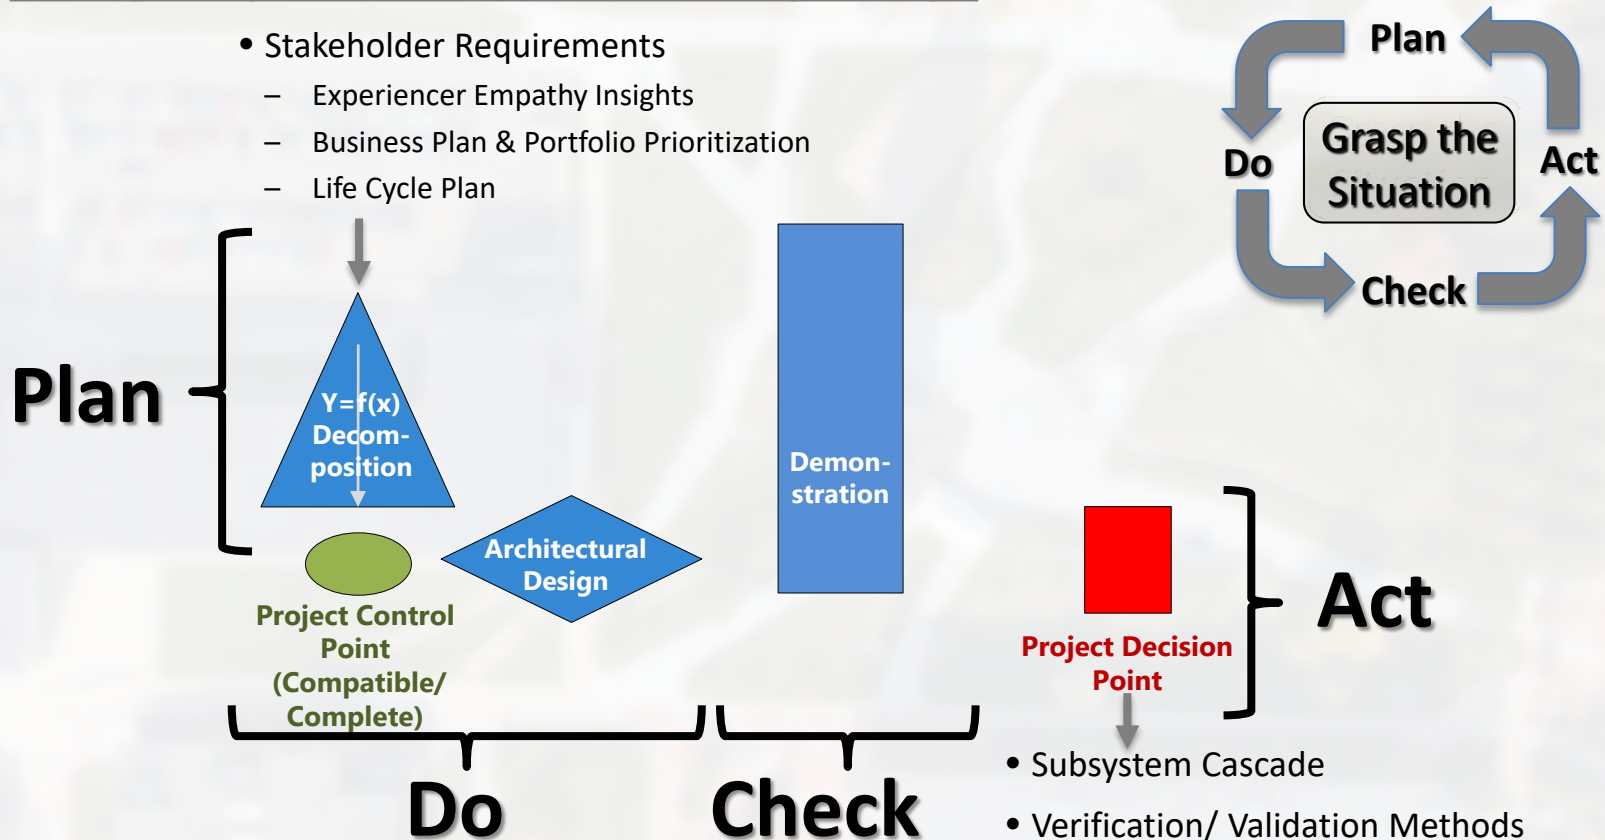 • Stakeholder Requirements
– Experiencer Empathy Insights
– Business Plan & Portfolio Prioritization
– Life Cycle Plan
Plan
Do
Grasp the
Situation
Act
Check
Plan
Y=f(x)
Decom-
position
Demon-
stration
Architectural
Design
Project Control
Point
(Compatible/
Complete)
Act
Project Decision
Point
Do
Check
• Subsystem Cascade
• Verification/ Validation Methods